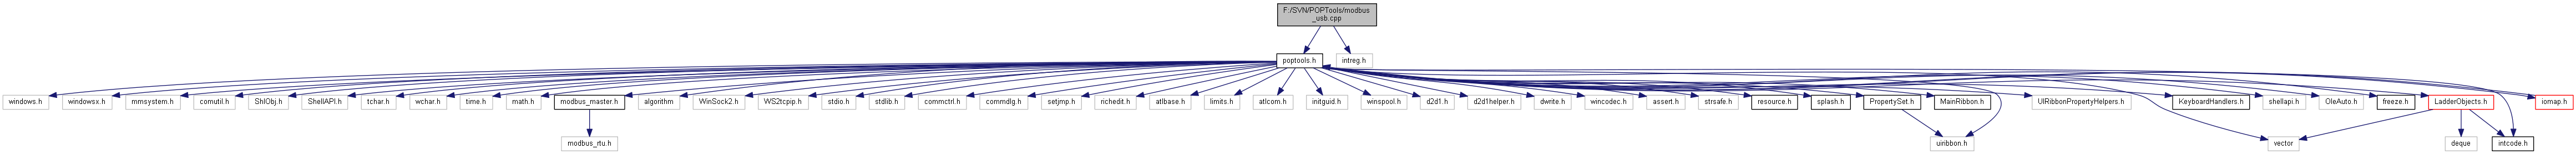 F:/SVN/POPTools/modbus
_usb.cpp
poptools.h
intreg.h
windows.h
windowsx.h
mmsystem.h
comutil.h
ShlObj.h
ShellAPI.h
tchar.h
wchar.h
time.h
math.h
modbus_master.h
algorithm
WinSock2.h
WS2tcpip.h
stdio.h
stdlib.h
commctrl.h
commdlg.h
setjmp.h
richedit.h
atlbase.h
limits.h
atlcom.h
initguid.h
winspool.h
d2d1.h
d2d1helper.h
dwrite.h
wincodec.h
assert.h
strsafe.h
resource.h
splash.h
PropertySet.h
MainRibbon.h
UIRibbonPropertyHelpers.h
KeyboardHandlers.h
shellapi.h
OleAuto.h
freeze.h
LadderObjects.h
iomap.h
modbus_rtu.h
uiribbon.h
vector
deque
intcode.h